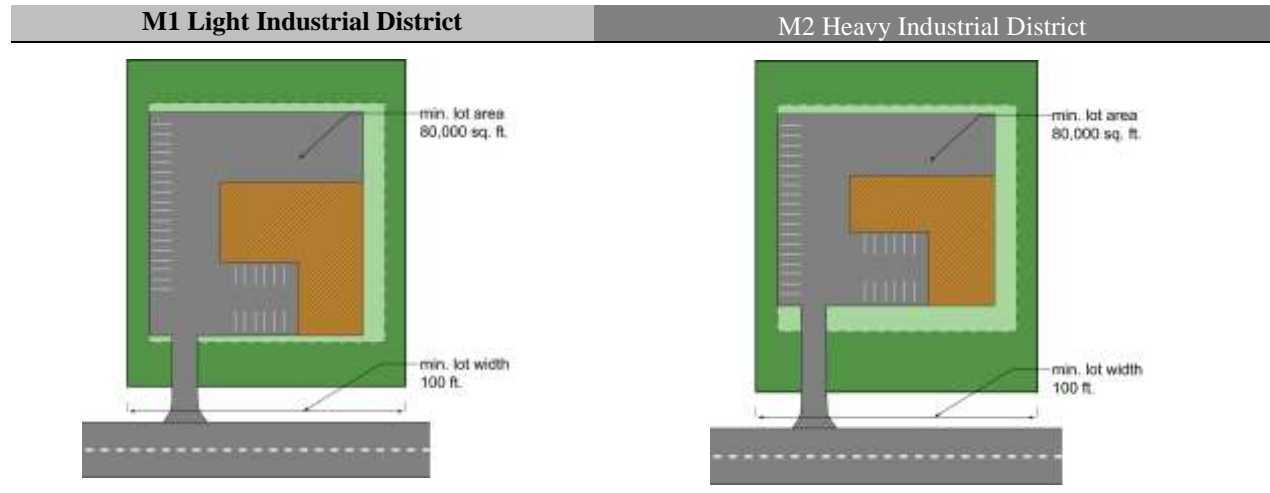 M1 Light Industrial District
M2 Heavy Industrial District
min. lot area
80,000 sq. ft.
min. lot width
100 ft.
min. lot area
80,000 sq. ft.
min. lot width
100 ft.